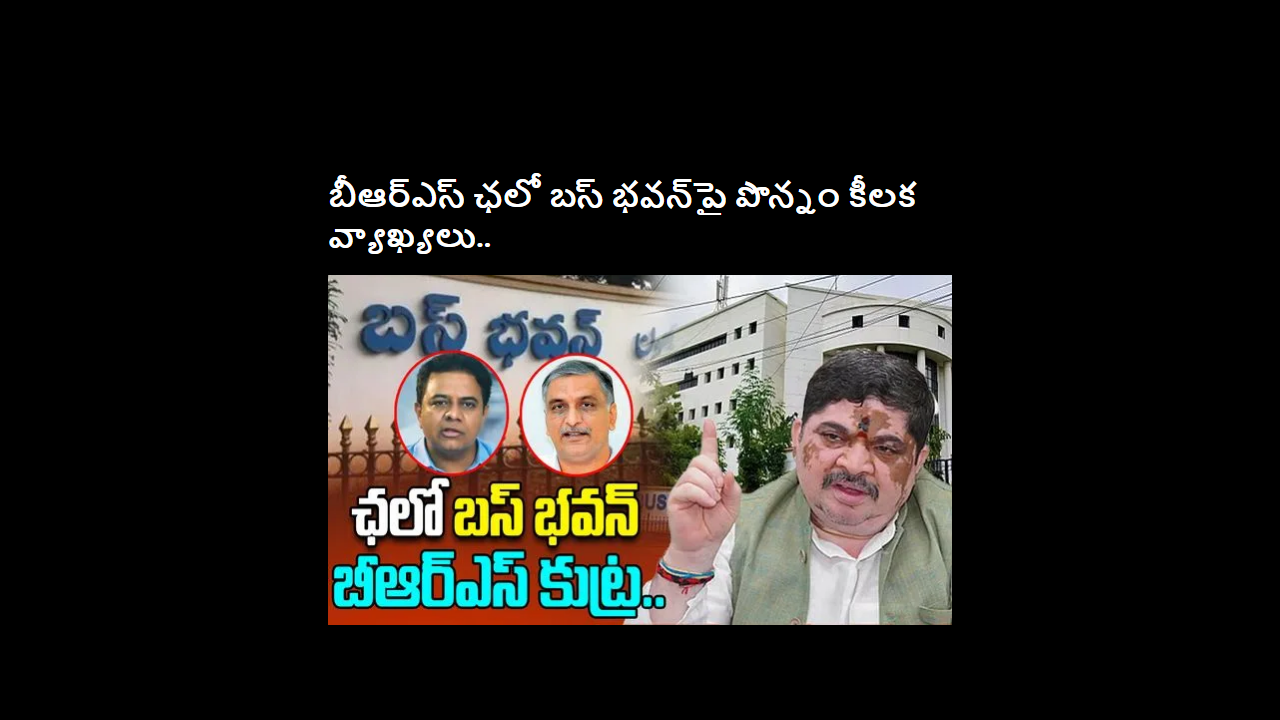 బీఆర్ఎస్ ఛలో బస్ భవన్‌పై పొన్నం కీలక
వ్యాఖ్యలు..
బస్ భవన్
ఛలో బస్ భవన్
బీఆర్ఎస్ కుట్ర..